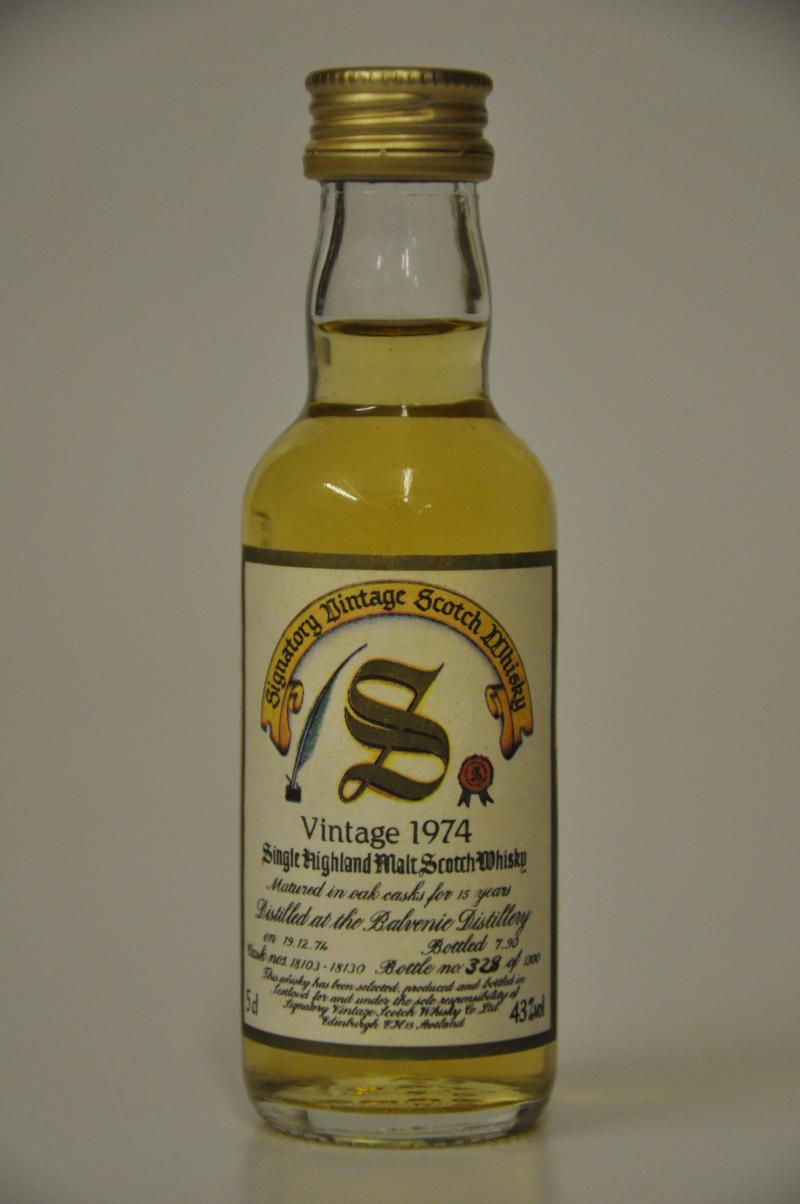 Signatory Vintage Scotch Whisky
S
Vintage 1974
Single Highland Malt Scotch Whisky
Matured in oak casks for 15 years
Distilled at the Balvenie Distillery
on 19.12.74 Bottled 7.90
Cask nos. 18103 - 18130 Bottle no: 328 of 1300
This whisky has been selected, produced and bottled in
Scotland for and under the sole responsibility of
Signatory Vintage Scotch Whisky Co. Ltd
Edinburgh EH15 Scotland
5cl 43%vol